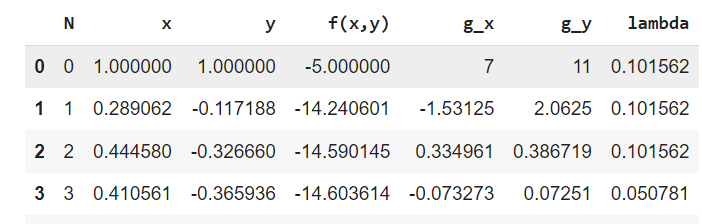 N x y f(x,y) g_x g_y lambda
0 0 1.000000 1.000000 -5.000000 7 11 0.101562
1 1 0.289062 -0.117188 -14.240601 -1.53125 2.0625 0.101562
2 2 0.444580 -0.326660 -14.590145 0.334961 0.386719 0.101562
3 3 0.410561 -0.365936 -14.603614 -0.073273 0.07251 0.050781